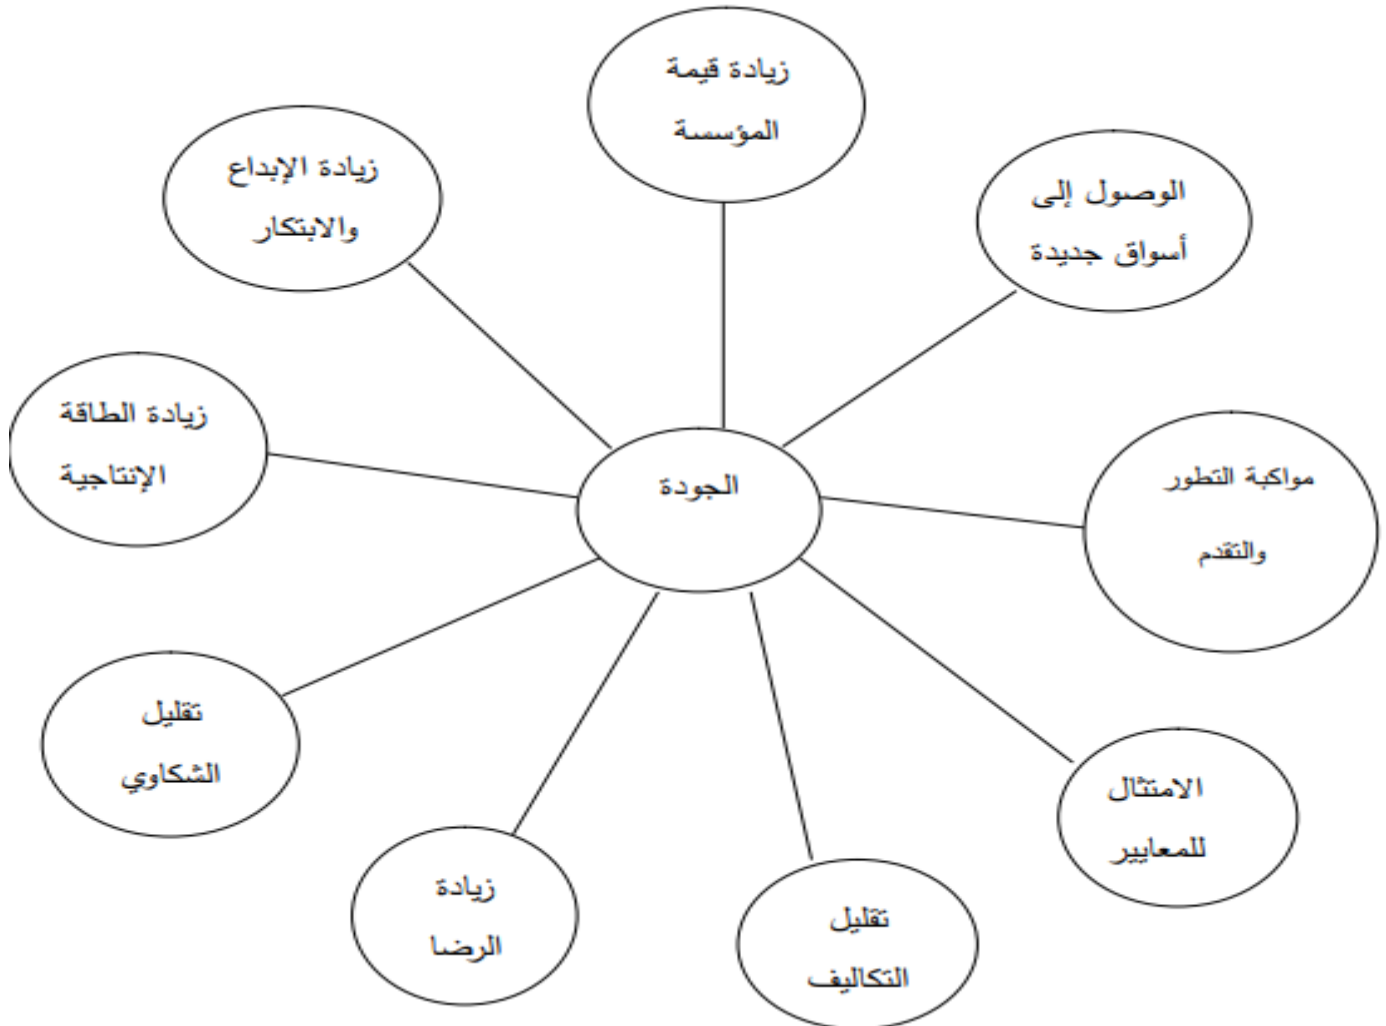 زيادة قيمة
المؤسسة
الوصول إلى
أسواق جديدة
زيادة الإبداع
والابتكار
زيادة الطاقة
الإنتاجية
الجودة
مواكبة التطور
والتقدم
تقليل
الشكاوي
الامتثال
للمعايير
زيادة
الرضا
تقليل
التكاليف